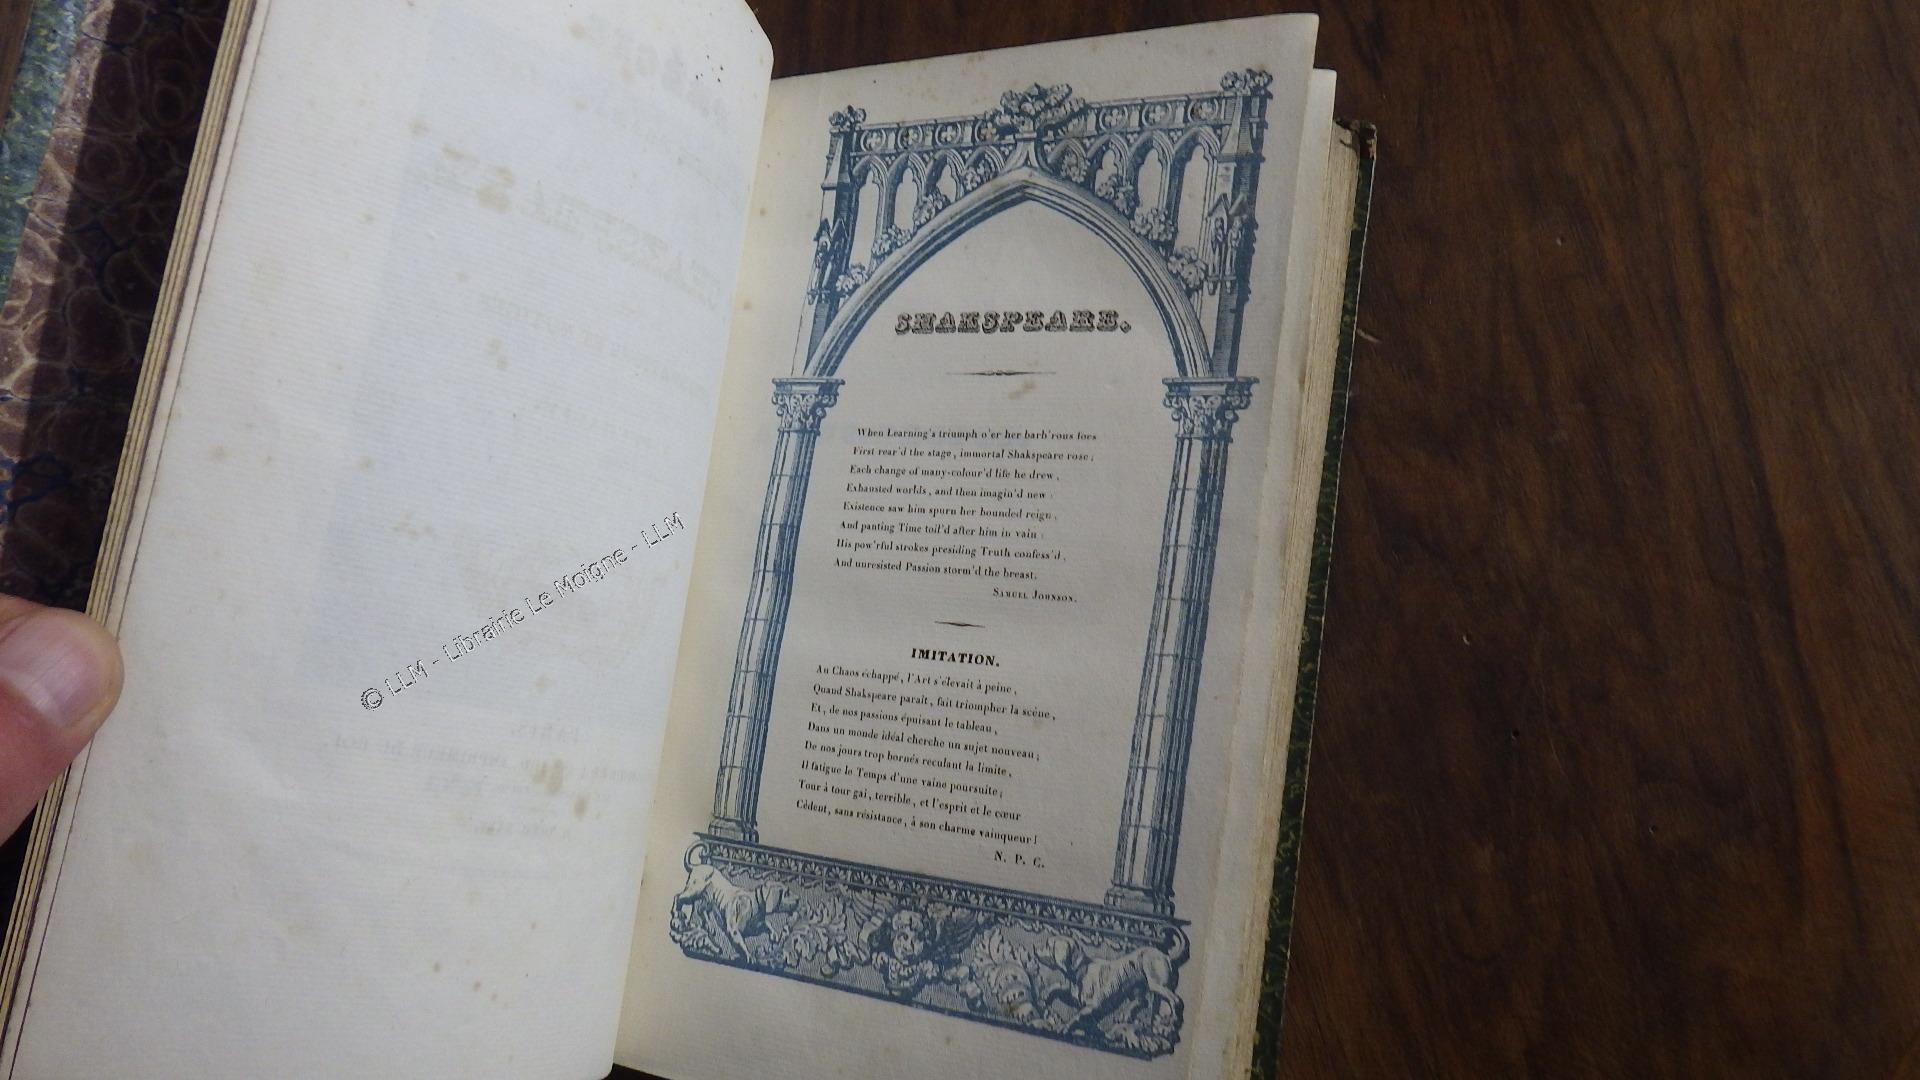 SHAKSPEARE.
When Learning's triumph o'er her barb'rous foes
First rear'd the stage, immortal Shakspeare rose;
Each change of many-colour'd life he drew,
Exhausted worlds, and then imagin'd new:
Existence saw him spurn her bounded reign,
And panting Time toil'd after him in vain:
His pow'rful strokes presiding Truth confess'd,
And unresisted Passion storm'd the breast.
SAMUEL JOHNSON.
IMITATION.
Au Chaos échappé, l'Art s'élevait à peine,
Quand Shakspeare paraît, fait triompher la scène,
Et, de nos passions épuisant le tableau,
Dans un monde idéal cherche un sujet nouveau;
De nos jours trop bornés reculant la limite,
Il fatigue le Temps d'une vaine poursuite;
Tour à tour gai, terrible, et l'esprit et le cœur
Cèdent, sans résistance, à son charme vainqueur!
N. P. C.
© LLM - Librairie Le Moigne - LLM